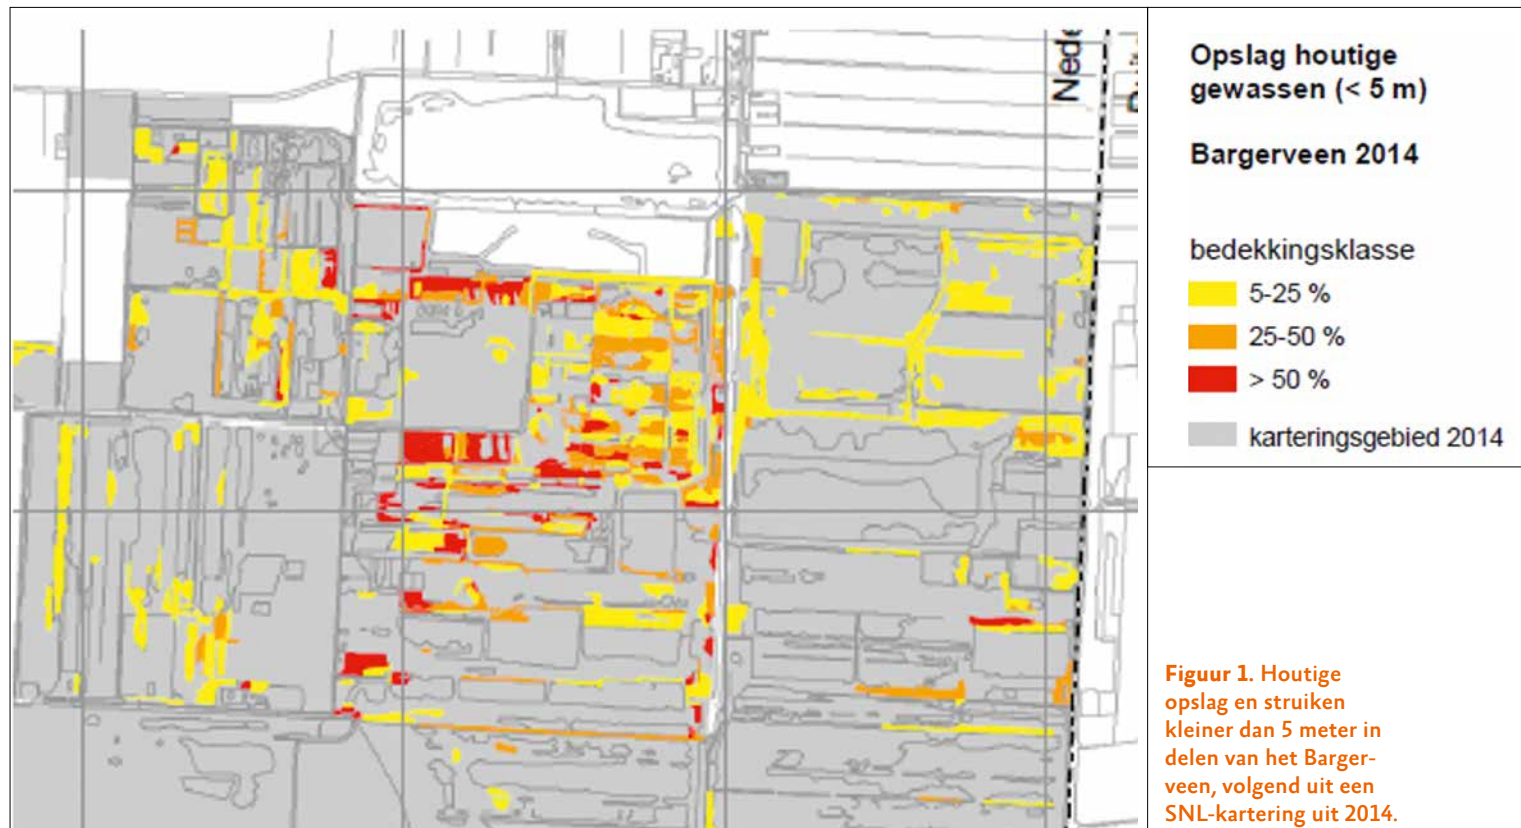 Nede
Opslag houtige
gewassen (< 5 m)
Bargerveen 2014
bedekkingsklasse
5-25 %
25-50 %
> 50 %
karteringsgebied 2014
Figuur 1. Houtige
opslag en struiken
kleiner dan 5 meter in
delen van het Barger-
veen, volgend uit een
SNL-kartering uit 2014.